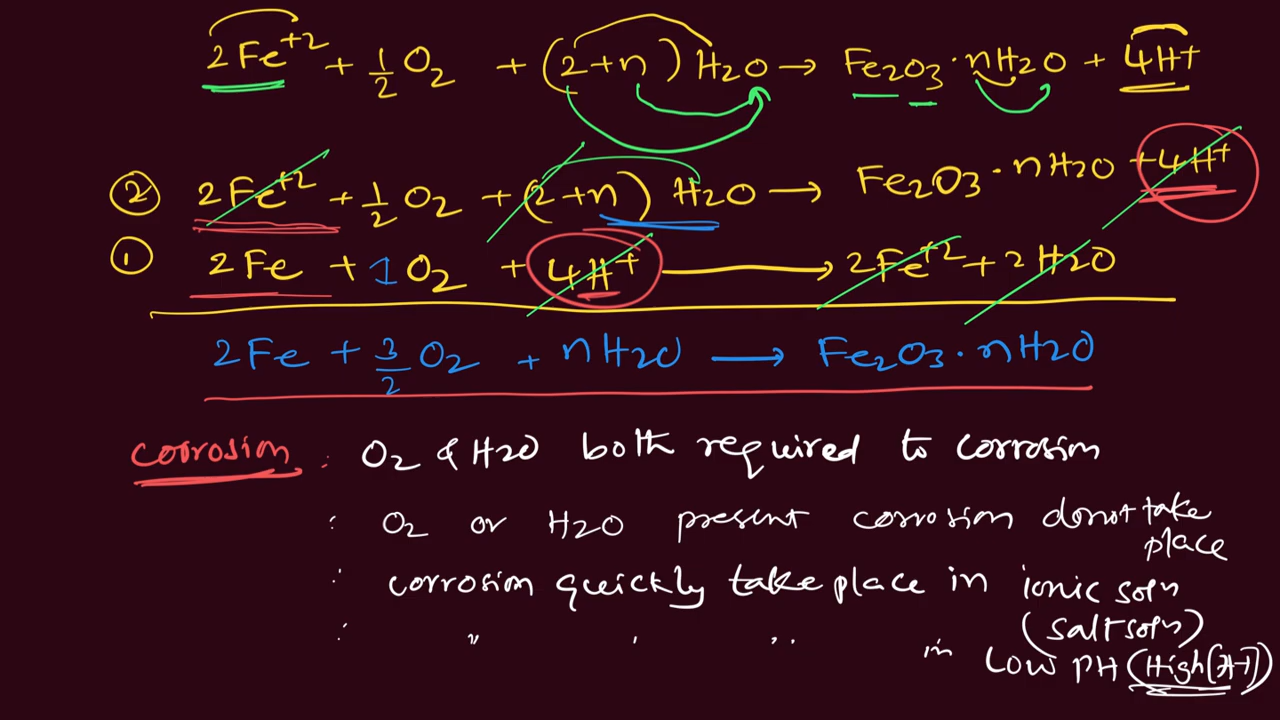 2Fe+2 + 1/2 O2 + (2+n) H2O → Fe2O3 · nH2O + 4H+
② 2Fe+2 + 1/2 O2 + (2+n) H2O → Fe2O3 · nH2O + 4H+
① 2Fe + 1O2 + 4H+ → 2Fe+2 + 2H2O
2Fe + 3/2 O2 + nH2O → Fe2O3 · nH2O
corrosion : O2 & H2O both required to corrosion
: O2 or H2O present corrosion donot take place
: corrosion quickly take place in ionic soln
(salt soln)
: " " " in Low PH (High [H+])